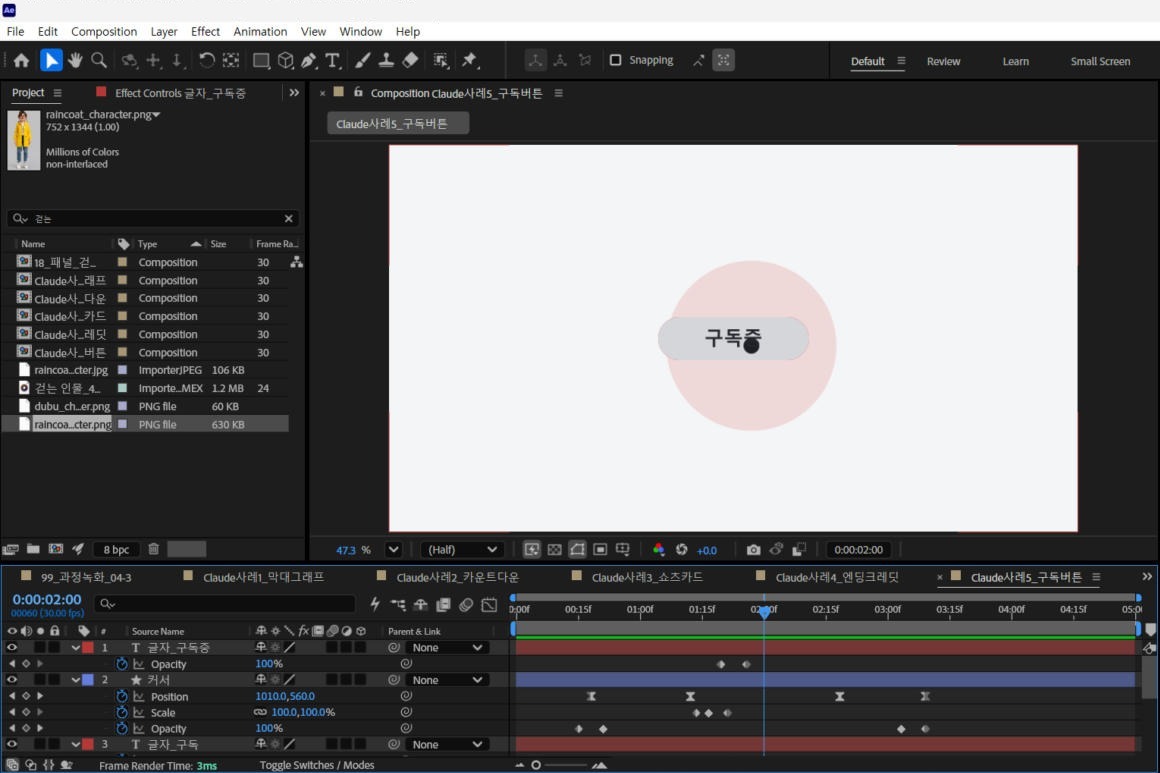 Ae
File Edit Composition Layer Effect Animation View Window Help
Snapping
Default Review Learn Small Screen
Project Effect Controls 글자_구독중
Composition Claude사례5_구독버튼
Claude사례5_구독버튼
raincoat_character.png
752 x 1344 (1.00)
Millions of Colors
non-interlaced
걷는
Name Type Size Frame Ra...
18_패널_걷... Composition 30
Claude사_래프 Composition 30
Claude사_다운 Composition 30
Claude사_카드 Composition 30
Claude사_레딧 Composition 30
Claude사_버튼 Composition 30
raincoa...cter.jpg ImporterJPEG 106 KB
걷는 인물_4... Importe...MEX 1.2 MB 24
dubu_ch...er.png PNG file 60 KB
raincoa...cter.png PNG file 630 KB
구독중
8 bpc
47.3 % (Half) +0.0 0:00:02:00
99_과정녹화_04-3 Claude사례1_막대그래프 Claude사례2_카운트다운 Claude사례3_쇼츠카드 Claude사례4_엔딩크레딧 Claude사례5_구독버튼
0:00:02:00
00060 (30.00 fps)
0:00f 00:15f 01:00f 01:15f 02:00f 02:15f 03:00f 03:15f 04:00f 04:15f 05:0
# Source Name fx Parent & Link
1 T 글자_구독중 None
Opacity 100%
2 커서 None
Position 1010.0,560.0
Scale 100.0,100.0%
Opacity 100%
3 T 글자_구독 None
Frame Render Time: 3ms Toggle Switches / Modes